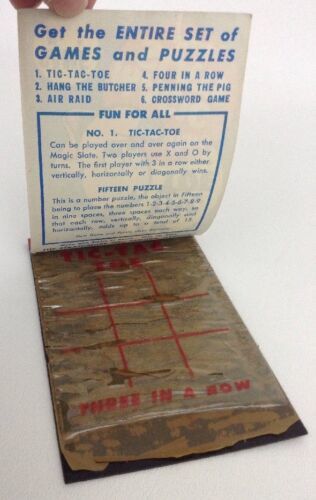 Get the ENTIRE SET of
GAMES and PUZZLES
1. TIC-TAC-TOE 4. FOUR IN A ROW
2. HANG THE BUTCHER 5. PENNING THE PIG
3. AIR RAID 6. CROSSWORD GAME
FUN FOR ALL
NO. 1. TIC-TAC-TOE
Can be played over and over again on the
Magic Slate. Two players use X and O by
turns. The first player with 3 in a row either
vertically, horizontally or diagonally wins.
FIFTEEN PUZZLE
This is a number puzzle, the object in Fifteen
being to place the numbers 1-2-3-4-5-6-7-8-9
in nine spaces, three spaces each way, so
that each row, vertically, diagonally and
horizontally, adds up to a total of 15.
TIC-TAC
TOE
THREE IN A ROW